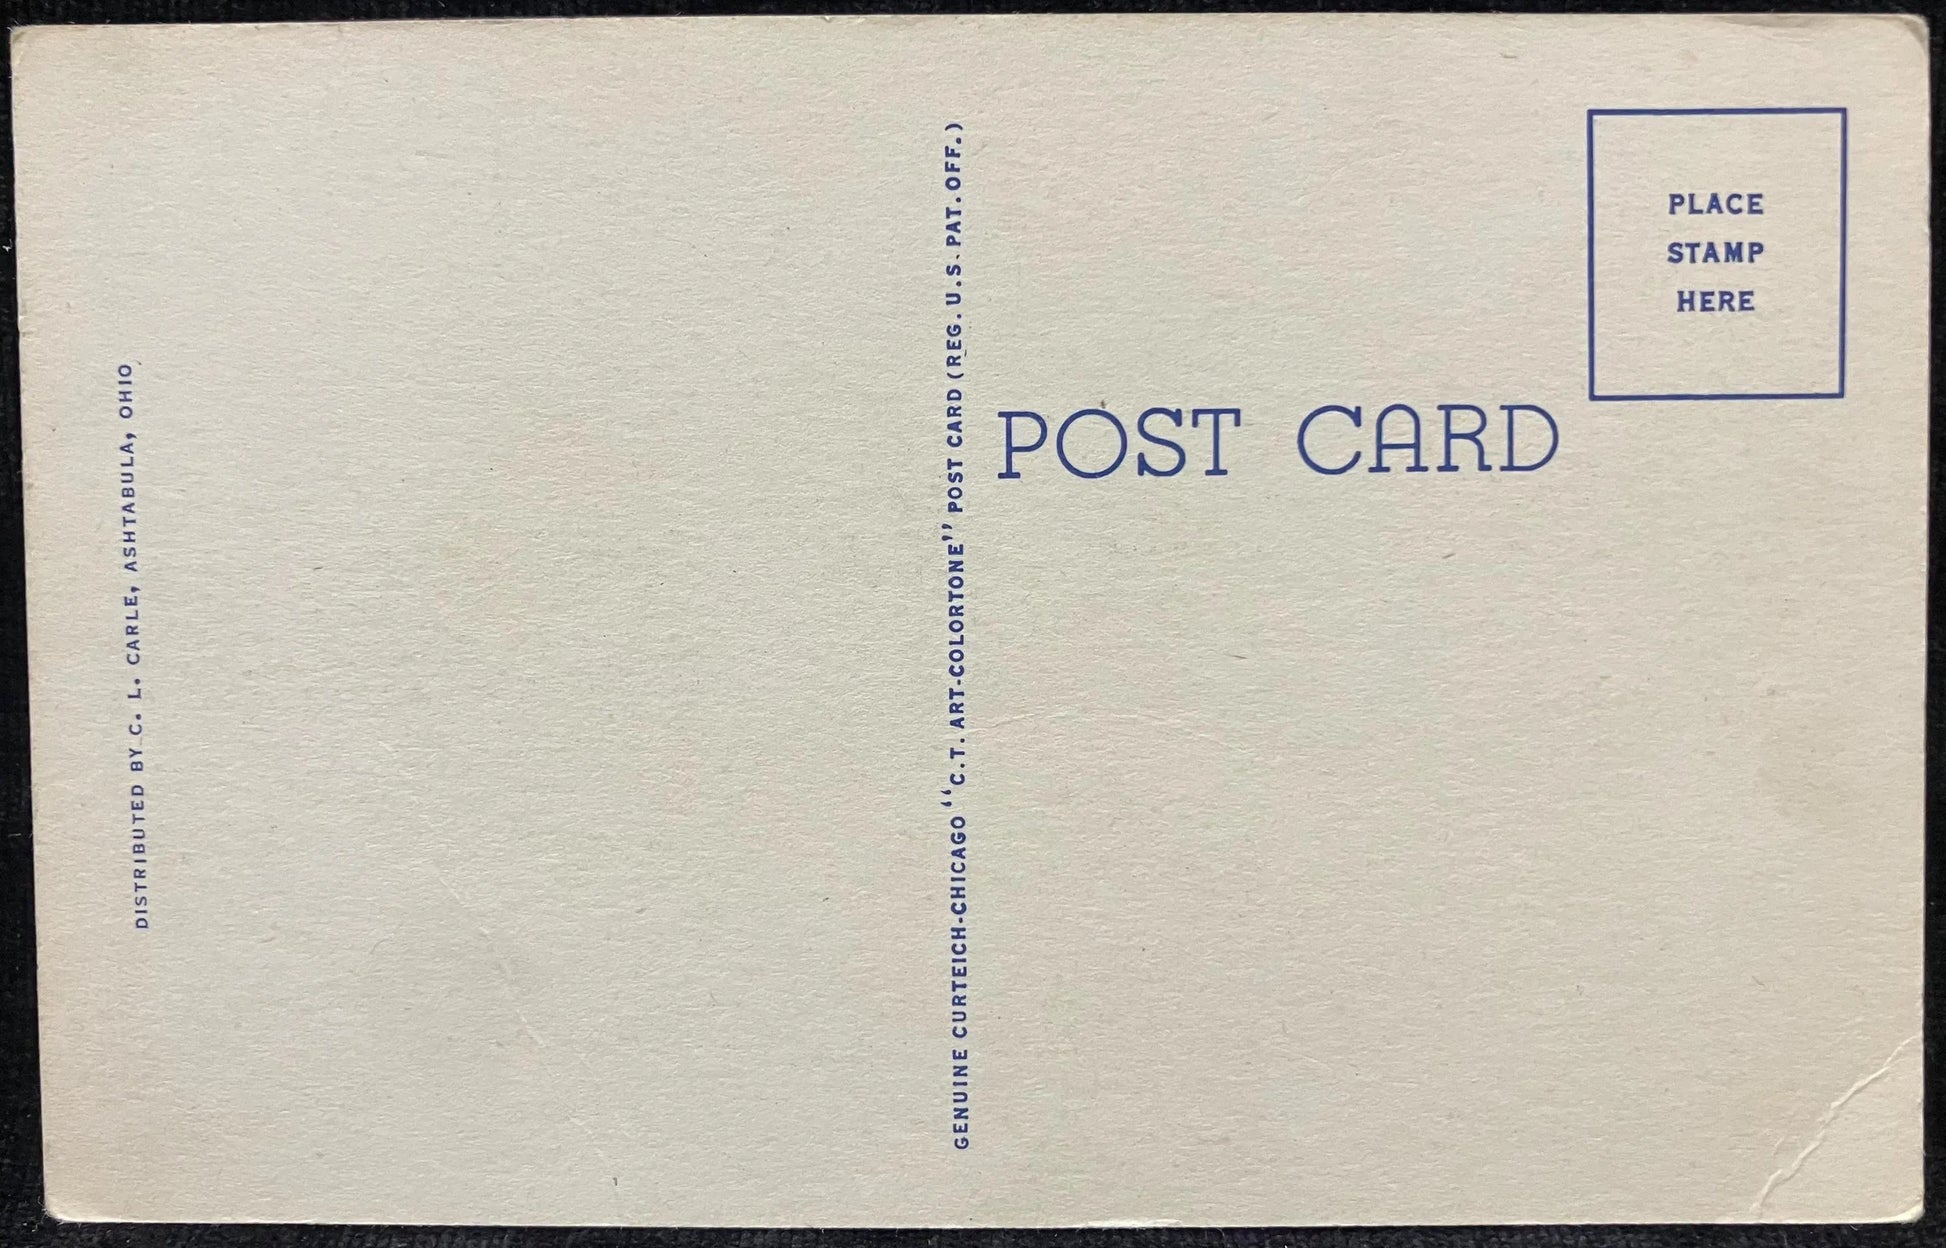 DISTRIBUTED BY C. L. CARLE, ASHTABULA, OHIO
GENUINE CURTEICH-CHICAGO "C.T. ART-COLORTONE" POST CARD (REG. U.S. PAT. OFF.)
POST CARD
PLACE
STAMP
HERE